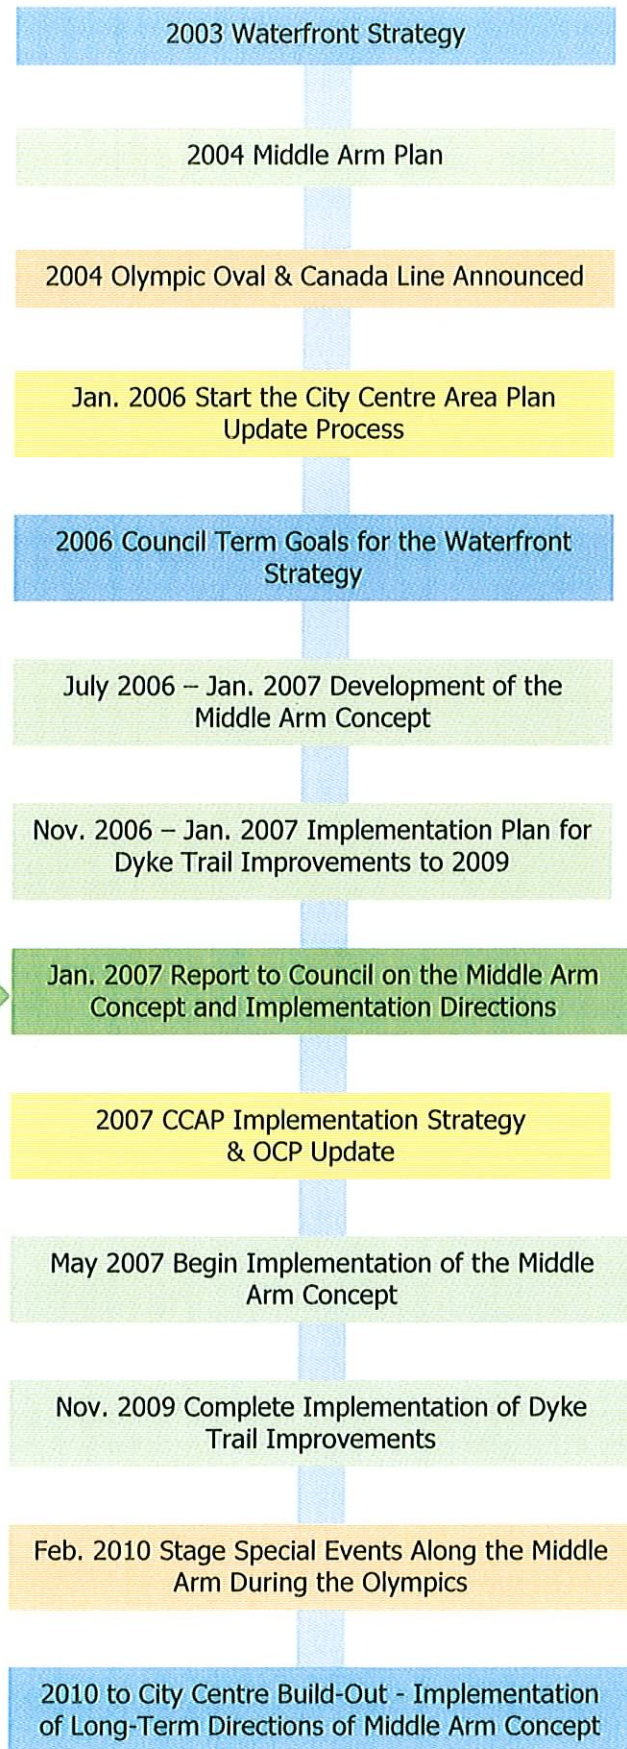 2003 Waterfront Strategy
2004 Middle Arm Plan
2004 Olympic Oval & Canada Line Announced
Jan. 2006 Start the City Centre Area Plan
Update Process
2006 Council Term Goals for the Waterfront
Strategy
July 2006 – Jan. 2007 Development of the
Middle Arm Concept
Nov. 2006 – Jan. 2007 Implementation Plan for
Dyke Trail Improvements to 2009
Jan. 2007 Report to Council on the Middle Arm
Concept and Implementation Directions
2007 CCAP Implementation Strategy
& OCP Update
May 2007 Begin Implementation of the Middle
Arm Concept
Nov. 2009 Complete Implementation of Dyke
Trail Improvements
Feb. 2010 Stage Special Events Along the Middle
Arm During the Olympics
2010 to City Centre Build-Out - Implementation
of Long-Term Directions of Middle Arm Concept